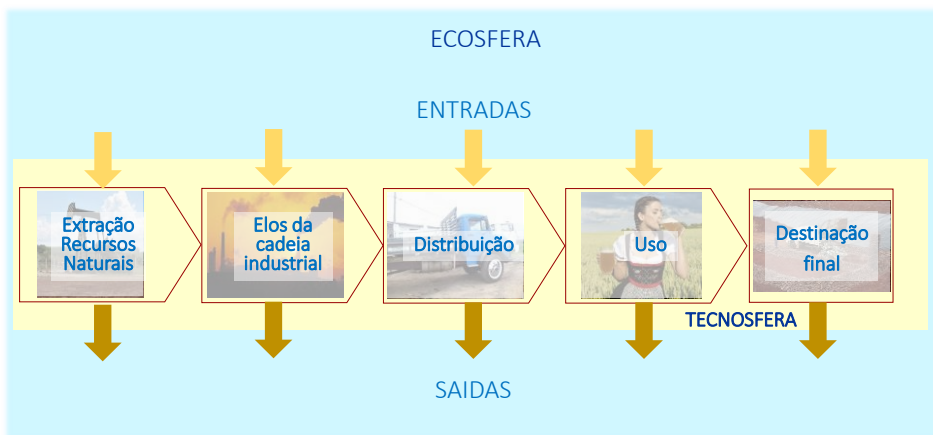 ECOSFERA
ENTRADAS
Extração
Recursos
Naturais
Elos da
cadeia
industrial
Distribuição
Uso
Destinação
final
TECNOSFERA
SAIDAS